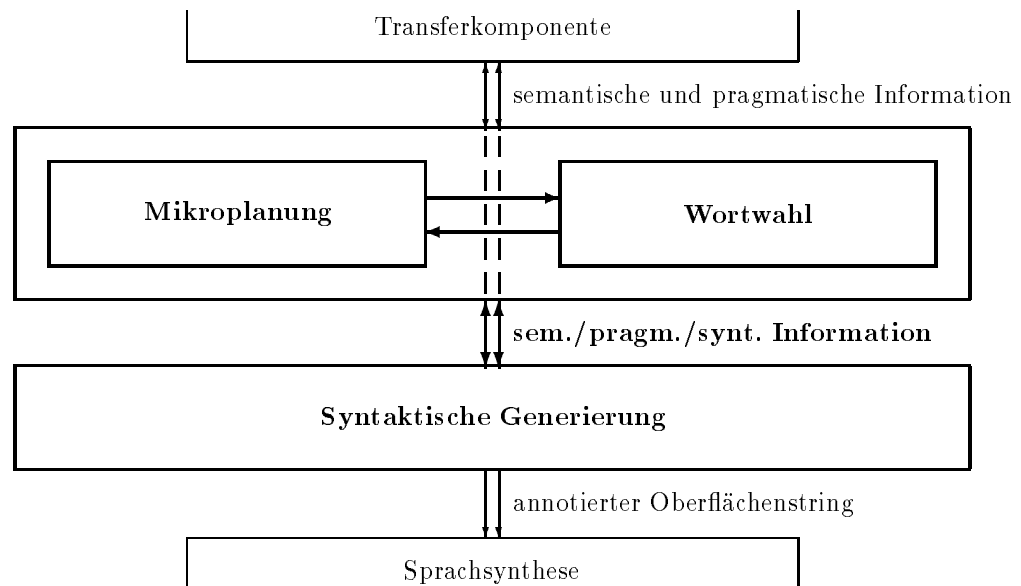 Transferkomponente
semantische und pragmatische Information
Mikroplanung
Wortwahl
sem./pragm./synt. Information
Syntaktische Generierung
annotierter Oberflächenstring
Sprachsynthese